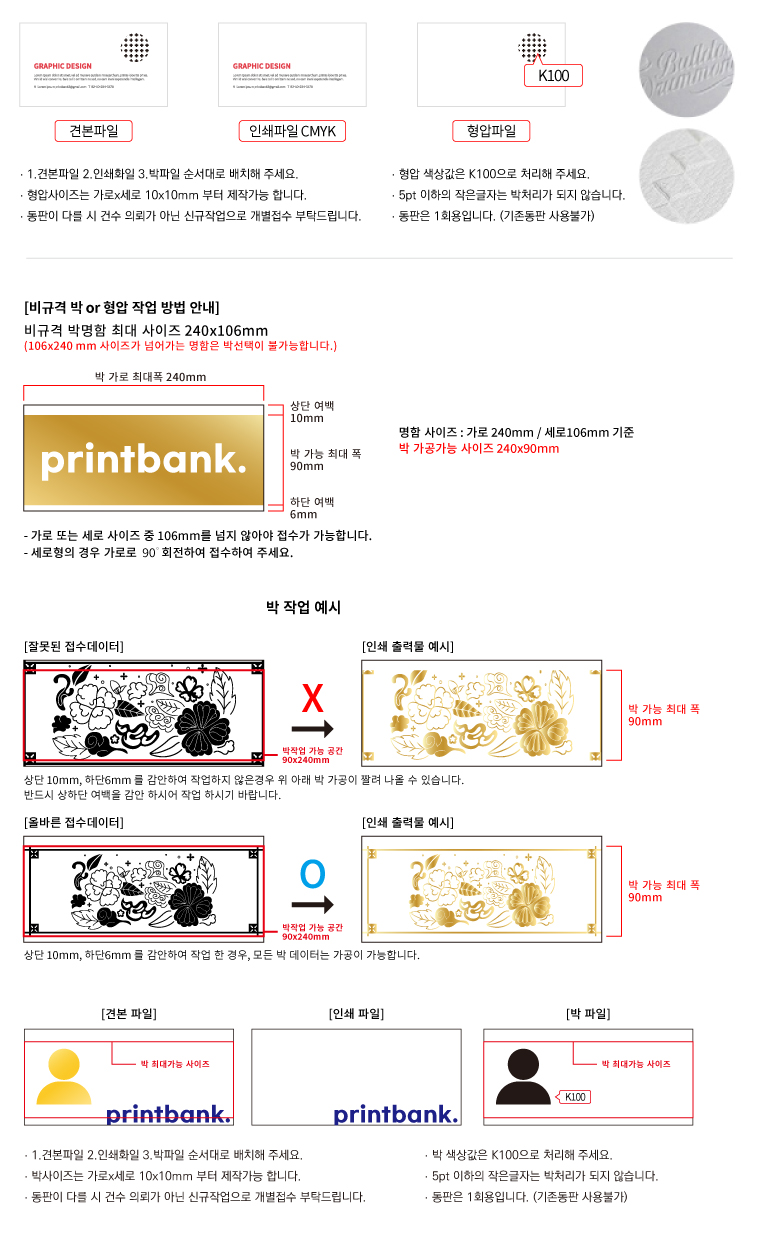 GRAPHIC DESIGN
GRAPHIC DESIGN
K100
견본파일
인쇄파일 CMYK
형압파일
· 1.견본파일 2.인쇄화일 3.박파일 순서대로 배치해 주세요.
· 형압사이즈는 가로x세로 10x10mm 부터 제작가능 합니다.
· 동판이 다를 시 건수 의뢰가 아닌 신규작업으로 개별접수 부탁드립니다.
· 형압 색상값은 K100으로 처리해 주세요.
· 5pt 이하의 작은글자는 박처리가 되지 않습니다.
· 동판은 1회용입니다. (기존동판 사용불가)
[비규격 박 or 형압 작업 방법 안내]
비규격 박명함 최대 사이즈 240x106mm
(106x240 mm 사이즈가 넘어가는 명함은 박선택이 불가능합니다.)
박 가로 최대폭 240mm
printbank.
상단 여백
10mm
박 가능 최대 폭
90mm
하단 여백
6mm
명함 사이즈 : 가로 240mm / 세로106mm 기준
박 가공가능 사이즈 240x90mm
- 가로 또는 세로 사이즈 중 106mm를 넘지 않아야 접수가 가능합니다.
- 세로형의 경우 가로로 90° 회전하여 접수하여 주세요.
박 작업 예시
[잘못된 접수데이터]
[인쇄 출력물 예시]
X
박작업 가능 공간
90x240mm
박 가능 최대 폭
90mm
상단 10mm, 하단6mm 를 감안하여 작업하지 않은경우 위 아래 박 가공이 짤려 나올 수 있습니다.
반드시 상하단 여백을 감안 하시어 작업 하시기 바랍니다.
[올바른 접수데이터]
[인쇄 출력물 예시]
O
박작업 가능 공간
90x240mm
박 가능 최대 폭
90mm
상단 10mm, 하단6mm 를 감안하여 작업 한 경우, 모든 박 데이터는 가공이 가능합니다.
[견본 파일]
[인쇄 파일]
[박 파일]
박 최대가능 사이즈
printbank.
printbank.
박 최대가능 사이즈
K100
· 1.견본파일 2.인쇄화일 3.박파일 순서대로 배치해 주세요.
· 박사이즈는 가로x세로 10x10mm 부터 제작가능 합니다.
· 동판이 다를 시 건수 의뢰가 아닌 신규작업으로 개별접수 부탁드립니다.
· 박 색상값은 K100으로 처리해 주세요.
· 5pt 이하의 작은글자는 박처리가 되지 않습니다.
· 동판은 1회용입니다. (기존동판 사용불가)